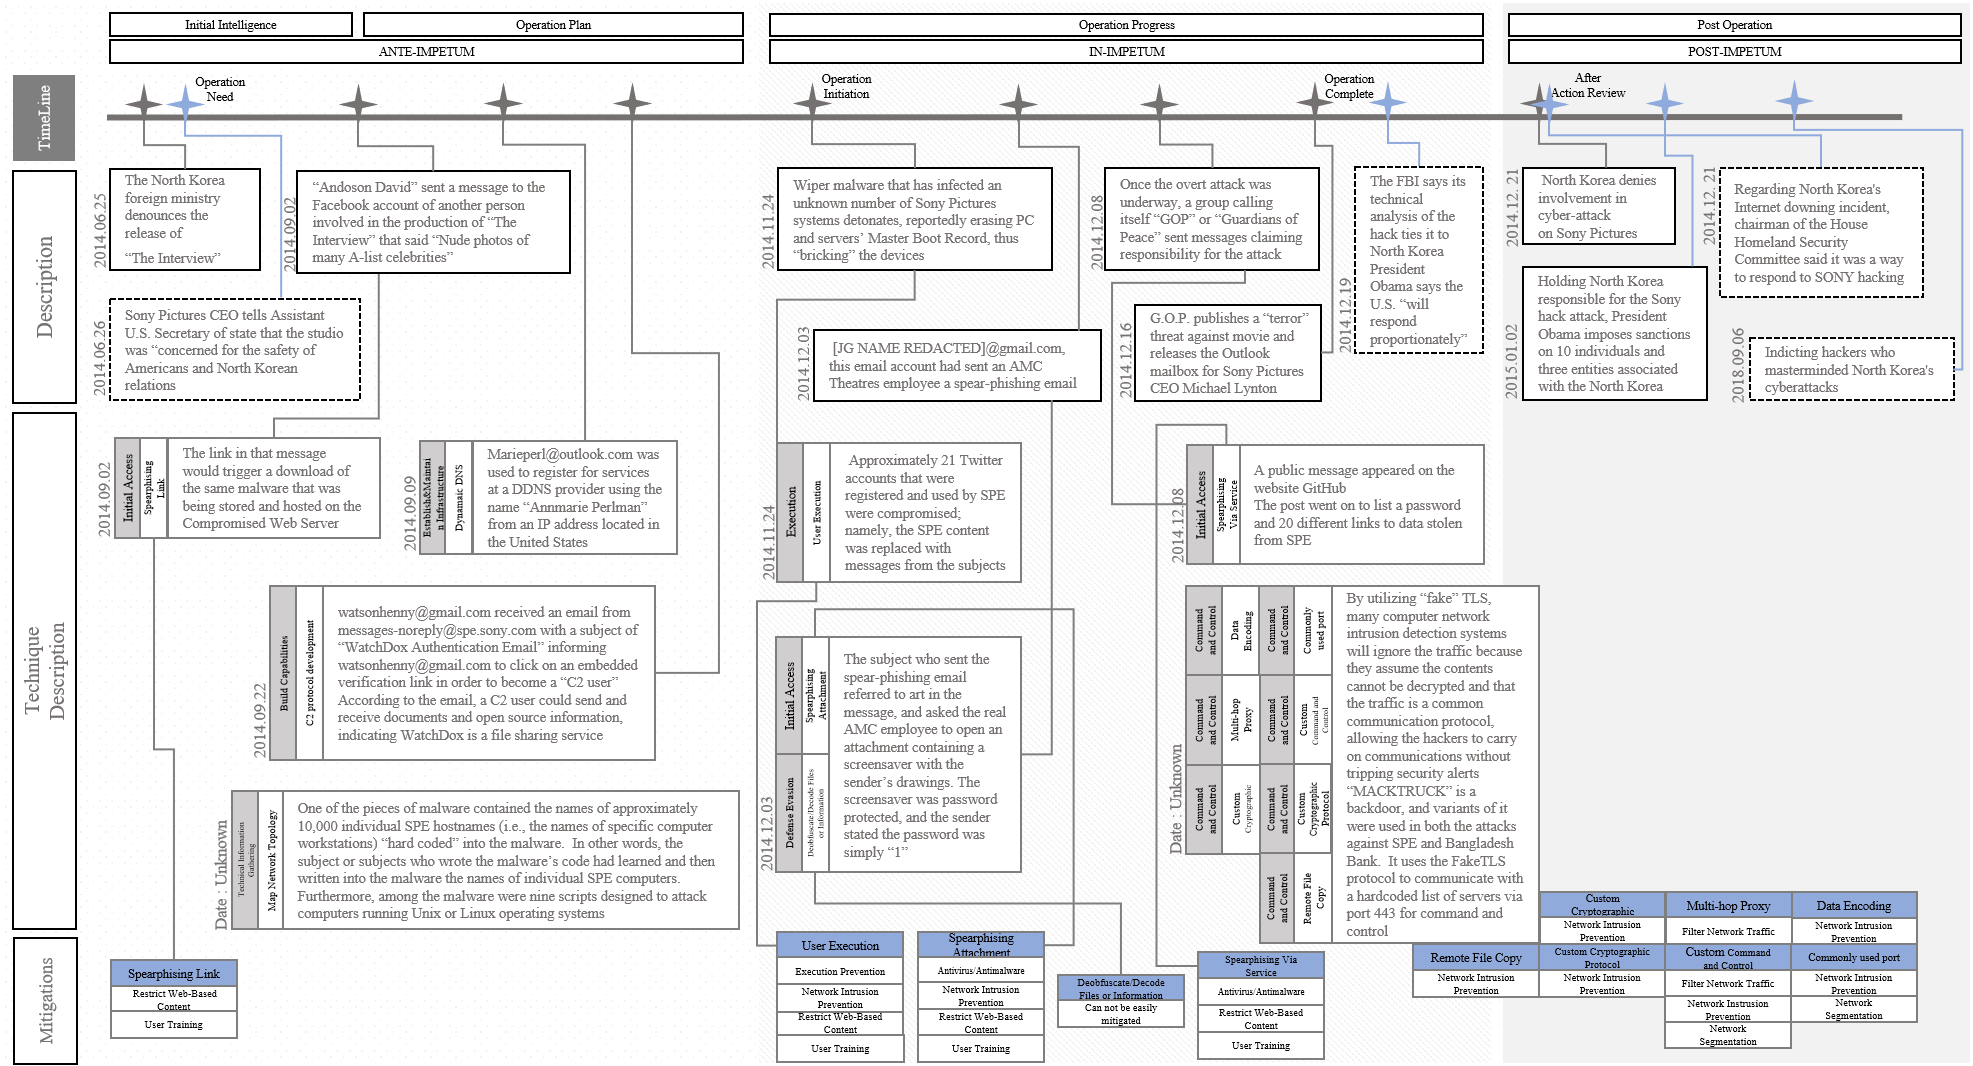 Initial Intelligence
Operation Plan
Operation Progress
Post Operation
ANTE-IMPETUM
IN-IMPETUM
POST-IMPETUM
TimeLine
Operation
Need
Operation
Initiation
Operation
Complete
After
Action Review
Description
2014.06.25
The North Korea
foreign ministry
denounces the
release of
“The Interview”
2014.09.02
“Andoson David” sent a message to the
Facebook account of another person
involved in the production of “The
Interview” that said “Nude photos of
many A-list celebrities”
2014.06.26
Sony Pictures CEO tells Assistant
U.S. Secretary of state that the studio
was “concerned for the safety of
Americans and North Korean
relations
2014.11.24
Wiper malware that has infected an
unknown number of Sony Pictures
systems detonates, reportedly erasing PC
and servers’ Master Boot Record, thus
“bricking” the devices
2014.12.03
[JG NAME REDACTED]@gmail.com,
this email account had sent an AMC
Theatres employee a spear-phishing email
2014.12.08
Once the overt attack was
underway, a group calling
itself “GOP” or “Guardians of
Peace” sent messages claiming
responsibility for the attack
2014.12.16
G.O.P. publishes a “terror”
threat against movie and
releases the Outlook
mailbox for Sony Pictures
CEO Michael Lynton
2014.12.19
The FBI says its
technical
analysis of the
hack ties it to
North Korea
President
Obama says the
U.S. “will
respond
proportionately”
2014.12. 21
North Korea denies
involvement in
cyber-attack
on Sony Pictures
2014.12. 21
Regarding North Korea's
Internet downing incident,
chairman of the House
Homeland Security
Committee said it was a way
to respond to SONY hacking
2015.01.02
Holding North Korea
responsible for the Sony
hack attack, President
Obama imposes sanctions
on 10 individuals and
three entities associated
with the North Korea
2018.09.06
Indicting hackers who
masterminded North Korea's
cyberattacks
Technique
Description
2014.09.02
Initial Access
Spearphising
Link
The link in that message
would trigger a download of
the same malware that was
being stored and hosted on the
Compromised Web Server
2014.09.09
Establish&Maintai
n Infrastructure
Dynamaic DNS
Marieperl@outlook.com was
used to register for services
at a DDNS provider using the
name “Annmarie Perlman”
from an IP address located in
the United States
2014.09.22
Build Capabilities
C2 protocol development
watsonhenny@gmail.com received an email from
messages-noreply@spe.sony.com with a subject of
“WatchDox Authentication Email” informing
watsonhenny@gmail.com to click on an embedded
verification link in order to become a “C2 user”
According to the email, a C2 user could send and
receive documents and open source information,
indicating WatchDox is a file sharing service
Date : Unknown
Technical Information
Gathering
Map Network Topology
One of the pieces of malware contained the names of approximately
10,000 individual SPE hostnames (i.e., the names of specific computer
workstations) “hard coded” into the malware. In other words, the
subject or subjects who wrote the malware’s code had learned and then
written into the malware the names of individual SPE computers.
Furthermore, among the malware were nine scripts designed to attack
computers running Unix or Linux operating systems
2014.11.24
Execution
User Execution
Approximately 21 Twitter
accounts that were
registered and used by SPE
were compromised;
namely, the SPE content
was replaced with
messages from the subjects
2014.12.03
Initial Access
Spearphising
Attachment
Defense Evasion
Deobfuscate/Decode Files
or Information
The subject who sent the
spear-phishing email
referred to art in the
message, and asked the real
AMC employee to open an
attachment containing a
screensaver with the
sender’s drawings. The
screensaver was password
protected, and the sender
stated the password was
simply “1”
2014.12.08
Initial Access
Spearphising
Via Service
A public message appeared on the
website GitHub
The post went on to list a password
and 20 different links to data stolen
from SPE
Date : Unknown
Command
and Control
Data
Encoding
Command
and Control
Commonly
used port
Command
and Control
Multi-hop
Proxy
Command
and Control
Custom
Command and
Control
Command
and Control
Custom
Cryptographic
Command
and Control
Custom
Cryptographic
Protocol
Command
and Control
Remote File
Copy
By utilizing “fake” TLS,
many computer network
intrusion detection systems
will ignore the traffic because
they assume the contents
cannot be decrypted and that
the traffic is a common
communication protocol,
allowing the hackers to carry
on communications without
tripping security alerts
“MACKTRUCK” is a
backdoor, and variants of it
were used in both the attacks
against SPE and Bangladesh
Bank. It uses the FakeTLS
protocol to communicate with
a hardcoded list of servers via
port 443 for command and
control
Mitigations
Spearphising Link
Restrict Web-Based
Content
User Training
User Execution
Execution Prevention
Network Intrusion
Prevention
Restrict Web-Based
Content
User Training
Spearphising
Attachment
Antivirus/Antimalware
Network Intrusion
Prevention
Restrict Web-Based
Content
User Training
Deobfuscate/Decode
Files or Information
Can not be easily
mitigated
Spearphising Via
Service
Antivirus/Antimalware
Restrict Web-Based
Content
User Training
Remote File Copy
Network Intrusion
Prevention
Custom
Cryptographic
Network Intrusion
Prevention
Custom Cryptographic
Protocol
Network Intrusion
Prevention
Multi-hop Proxy
Filter Network Traffic
Custom Command
and Control
Filter Network Traffic
Network Instrusion
Prevention
Network
Segmentation
Data Encoding
Network Intrusion
Prevention
Commonly used port
Network Intrusion
Prevention
Network
Segmentation